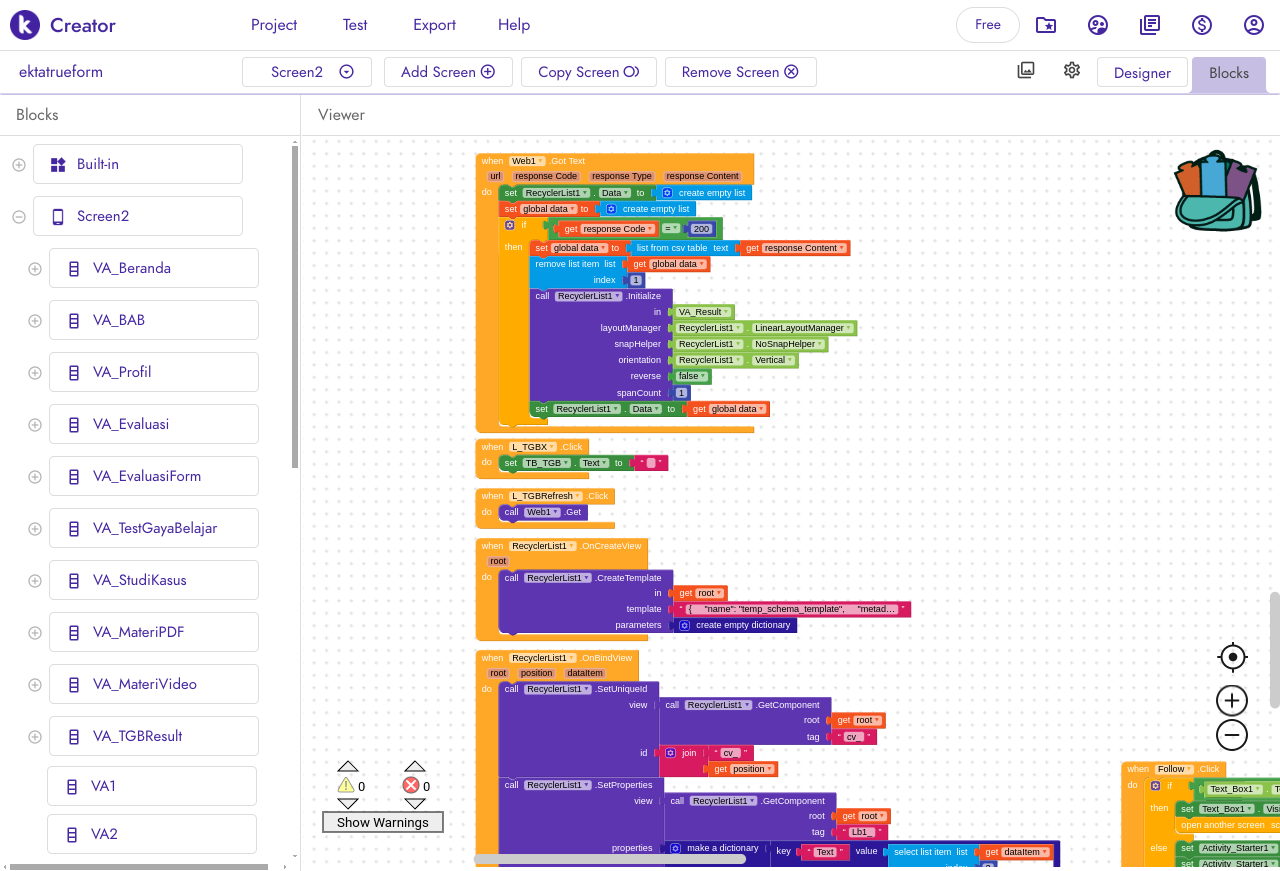 Creator
Project
Test
Export
Help
Free
ektatrueform
Screen2
Add Screen
Copy Screen
Remove Screen
Designer
Blocks
Blocks
Viewer
Built-in
Screen2
VA_Beranda
VA_BAB
VA_Profil
VA_Evaluasi
VA_EvaluasiForm
VA_TestGayaBelajar
VA_StudiKasus
VA_MateriPDF
VA_MateriVideo
VA_TGBResult
VA1
VA2
when Web1 .Got Text
url response Code response Type response Content
do set RecyclerList1 . Data to create empty list
set global data to create empty list
if get response Code = 200
then set global data to list from csv table text get response Content
remove list item list get global data
index 1
call RecyclerList1 .Initialize
in VA_Result
layoutManager RecyclerList1 . LinearLayoutManager
snapHelper RecyclerList1 . NoSnapHelper
orientation RecyclerList1 . Vertical
reverse false
spanCount 1
set RecyclerList1 . Data to get global data
when L_TGBX .Click
do set TB_TGB . Text to " "
when L_TGBRefresh .Click
do call Web1 .Get
when RecyclerList1 .OnCreateView
root
do call RecyclerList1 .CreateTemplate
in get root
template " { "name": "temp_schema_template", "metad... "
parameters create empty dictionary
when RecyclerList1 .OnBindView
root position dataItem
do call RecyclerList1 .SetUniqueId
view call RecyclerList1 .GetComponent
root get root
tag " cv_ "
id join " cv_ "
get position
call RecyclerList1 .SetProperties
view call RecyclerList1 .GetComponent
root get root
tag " Lb1_ "
properties make a dictionary key " Text " value select list item list get dataItem
0
0
Show Warnings
when Follow .Click
do if Text_Box1 .
then set Text_Box1 .
open another screen
else set Activity_Starter1
set Activity_Starter1